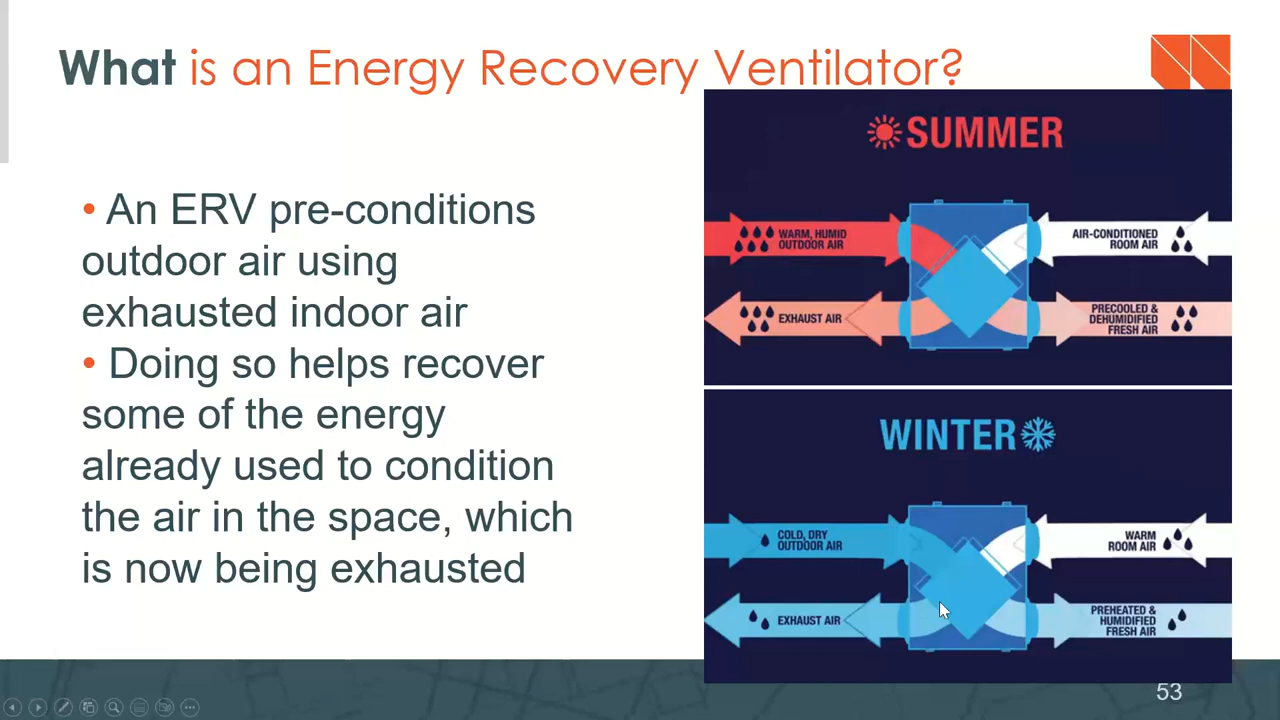 What is an Energy Recovery Ventilator?
• An ERV pre-conditions
outdoor air using
exhausted indoor air
• Doing so helps recover
some of the energy
already used to condition
the air in the space, which
is now being exhausted
SUMMER
WARM, HUMID
OUTDOOR AIR
AIR-CONDITIONED
ROOM AIR
EXHAUST AIR
PRECOOLED &
DEHUMIDIFIED
FRESH AIR
WINTER
COLD, DRY
OUTDOOR AIR
WARM
ROOM AIR
EXHAUST AIR
PREHEATED &
HUMIDIFIED
FRESH AIR
53